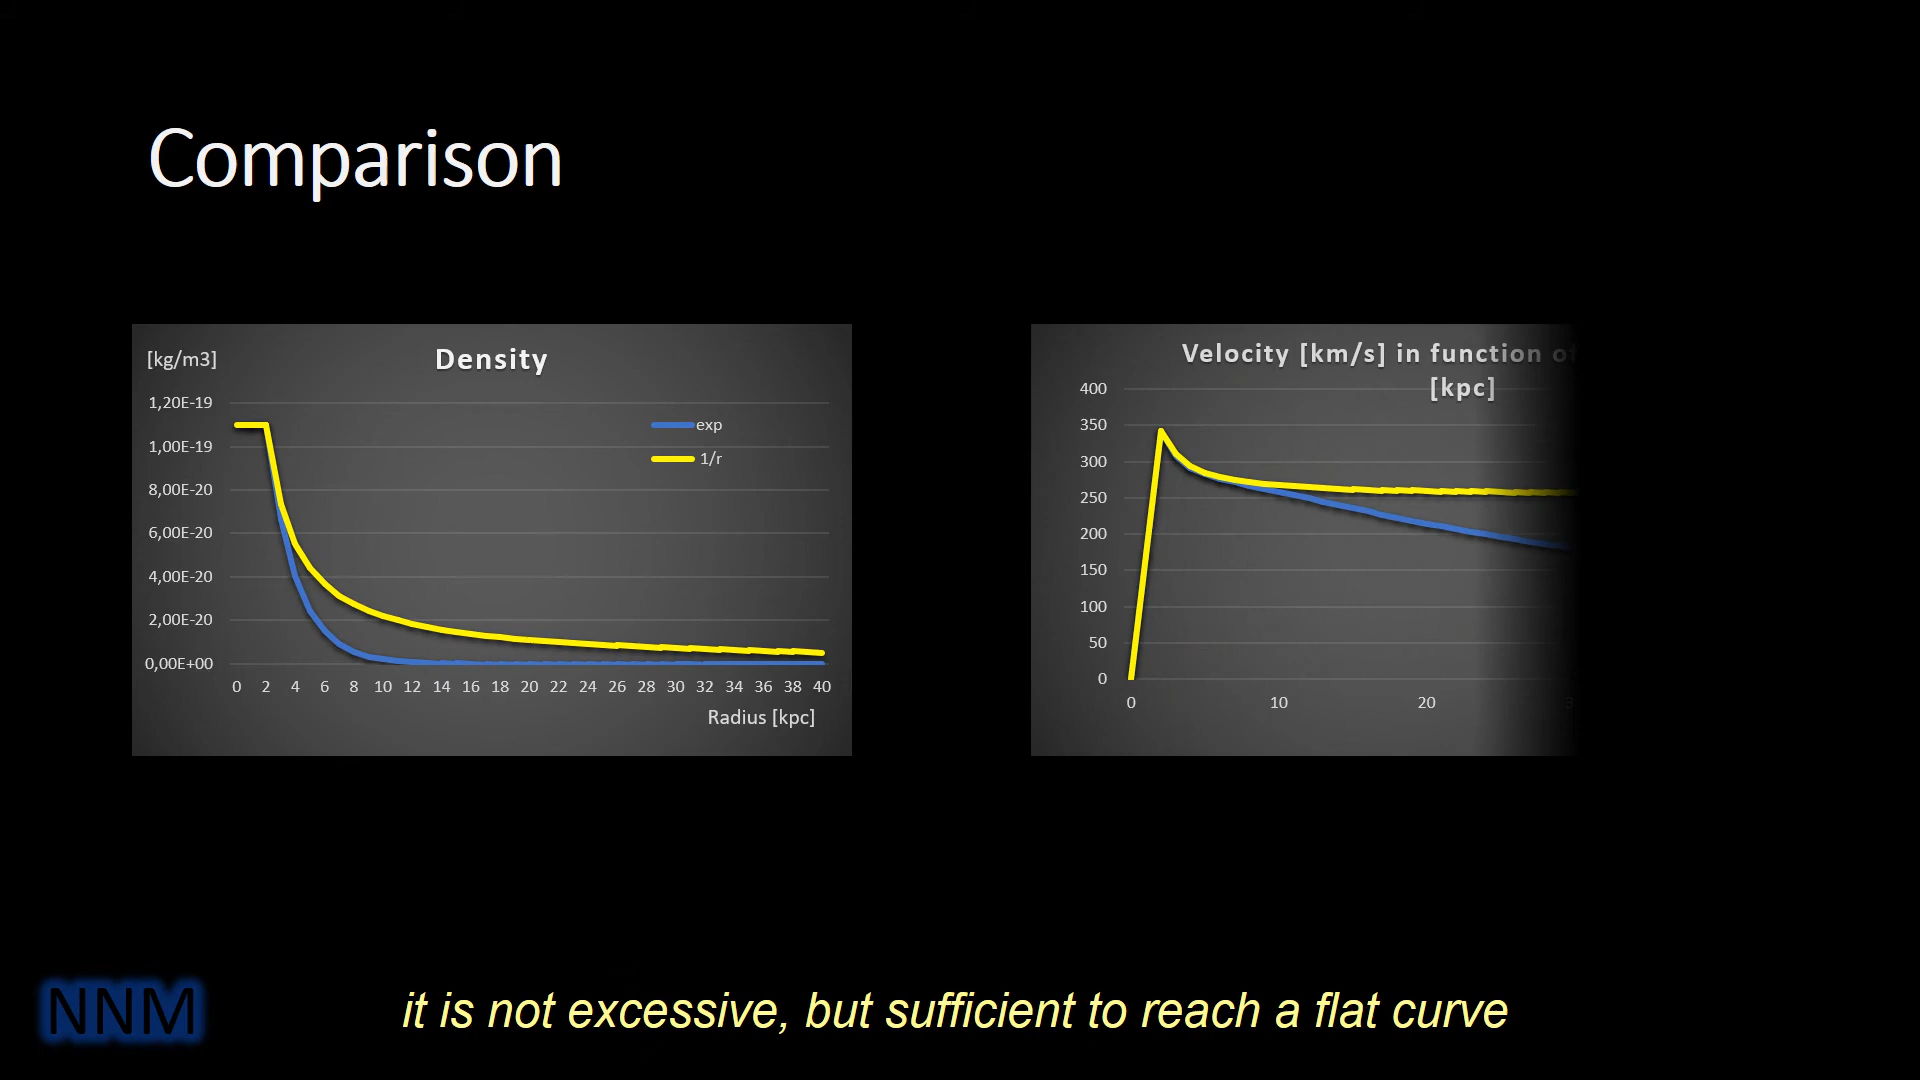 Comparison
[kg/m3]
Density
1,20E-19
1,00E-19
8,00E-20
6,00E-20
4,00E-20
2,00E-20
0,00E+00
exp
1/r
0 2 4 6 8 10 12 14 16 18 20 22 24 26 28 30 32 34 36 38 40
Radius [kpc]
Velocity [km/s] in function of
[kpc]
400
350
300
250
200
150
100
50
0
0 10 20
NNM
it is not excessive, but sufficient to reach a flat curve